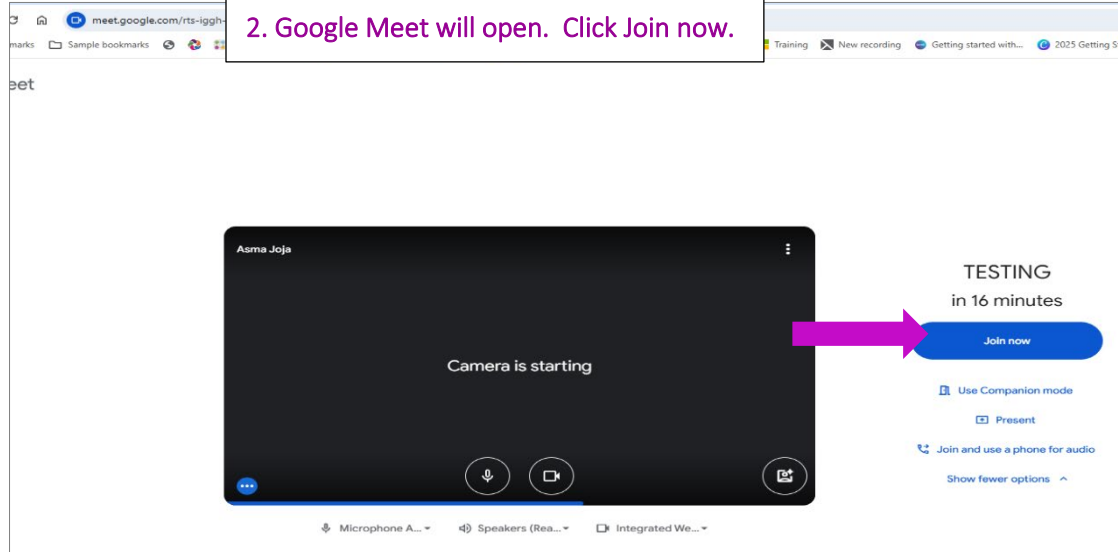 meet.google.com/rts-iggh-
2. Google Meet will open. Click Join now.
marks Sample bookmarks Training New recording Getting started with... 2025 Getting S
eet
Asma Joja
TESTING
in 16 minutes
Join now
Camera is starting
Use Companion mode
Present
Join and use a phone for audio
Show fewer options
Microphone A... Speakers (Rea... Integrated We...